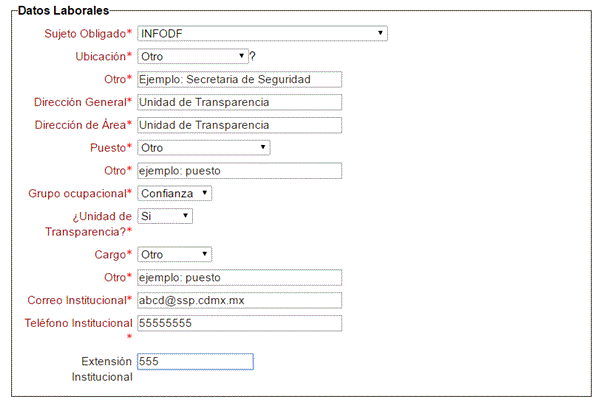 Datos Laborales
Sujeto Obligado* INFODF
Ubicación* Otro ?
Otro* Ejemplo: Secretaria de Seguridad
Dirección General* Unidad de Transparencia
Dirección de Área* Unidad de Transparencia
Puesto* Otro
Otro* ejemplo: puesto
Grupo ocupacional* Confianza
¿Unidad de Si
Transparencia?*
Cargo* Otro
Otro* ejemplo: puesto
Correo Institucional* abcd@ssp.cdmx.mx
Teléfono Institucional 55555555
*
Extensión 555
Institucional